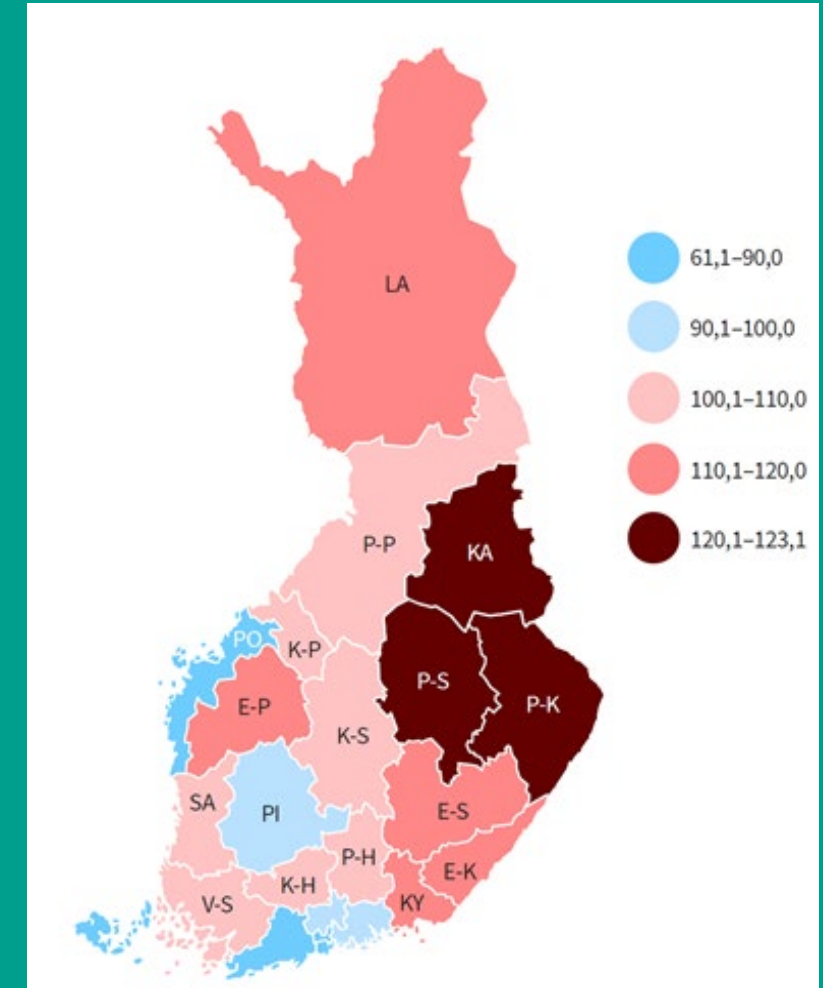 LA
61,1–90,0
90,1–100,0
100,1–110,0
110,1–120,0
120,1–123,1
P-P
KA
PO
K-P
P-S
P-K
E-P
K-S
SA
PI
E-S
P-H
E-K
K-H
V-S
KY